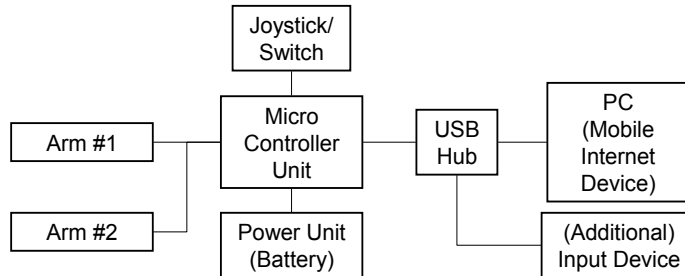 Joystick/
Switch
Arm #1
Arm #2
Micro
Controller
Unit
Power Unit
(Battery)
USB
Hub
PC
(Mobile
Internet
Device)
(Additional)
Input Device